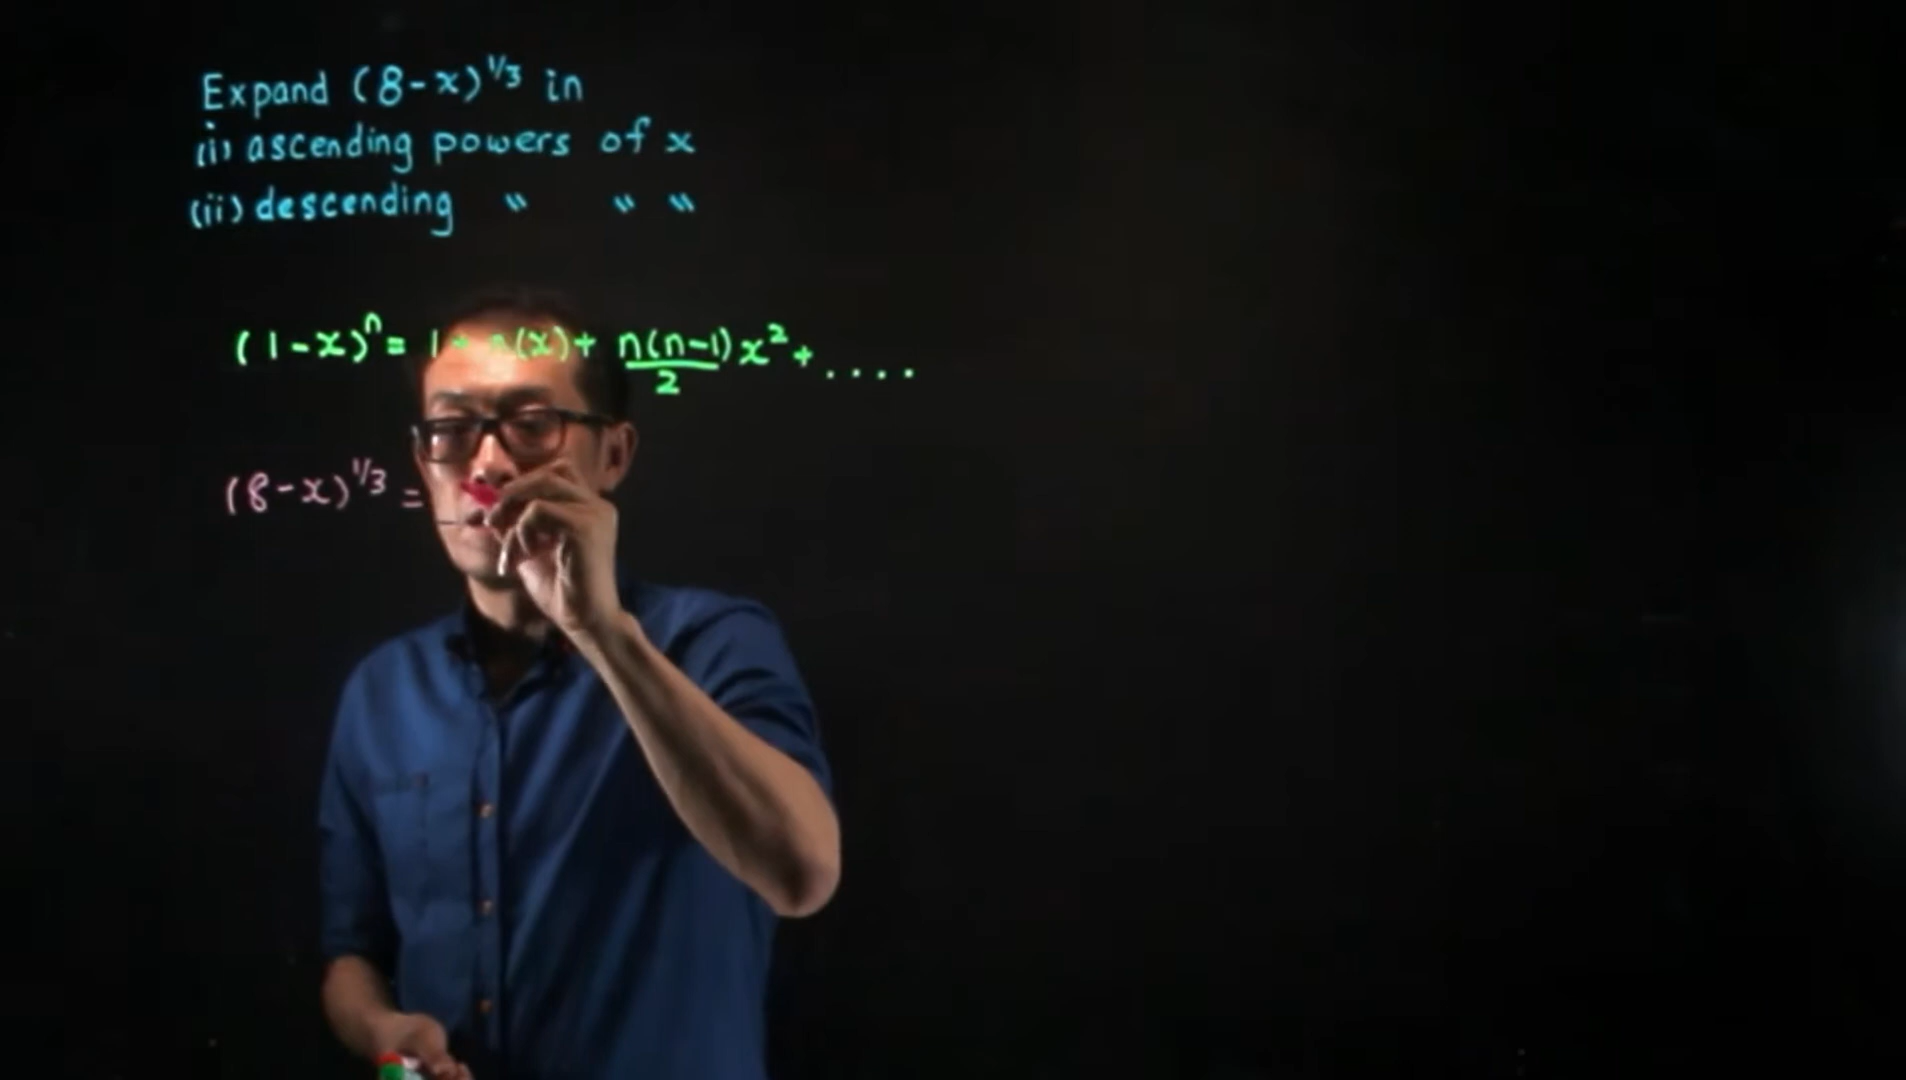 Expand (8-x)^1/3 in
(i) ascending powers of x
(ii) descending " " "
(1-x)^n = 1 + n(x) + n(n-1)/2 x^2 + ....
(8-x)^1/3 =